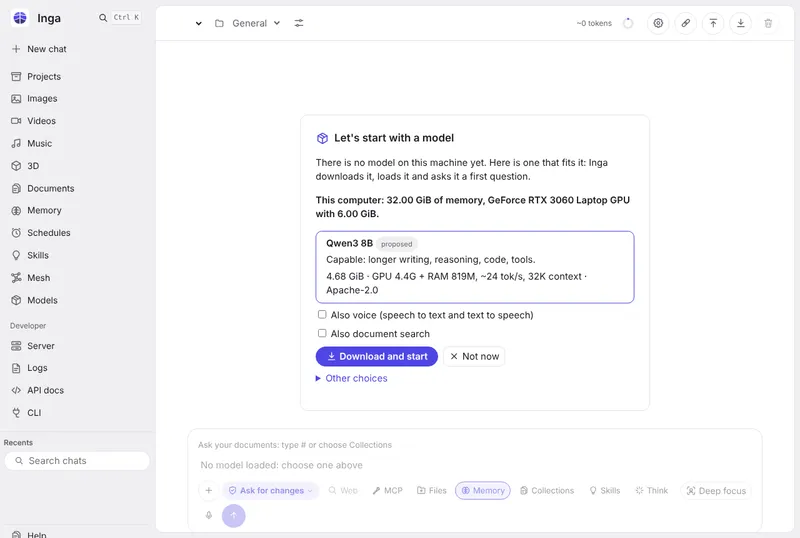 Inga
Ctrl K
New chat
Projects
Images
Videos
Music
3D
Documents
Memory
Schedules
Skills
Mesh
Models
Developer
Server
Logs
API docs
CLI
Recents
Search chats
Help
General
~0 tokens
Let's start with a model
There is no model on this machine yet. Here is one that fits it: Inga
downloads it, loads it and asks it a first question.
This computer: 32.00 GiB of memory, GeForce RTX 3060 Laptop GPU
with 6.00 GiB.
Qwen3 8B proposed
Capable: longer writing, reasoning, code, tools.
4.68 GiB · GPU 4.4G + RAM 819M, ~24 tok/s, 32K context ·
Apache-2.0
Also voice (speech to text and text to speech)
Also document search
Download and start
Not now
Other choices
Ask your documents: type # or choose Collections
No model loaded: choose one above
Ask for changes
Web
MCP
Files
Memory
Collections
Skills
Think
Deep focus